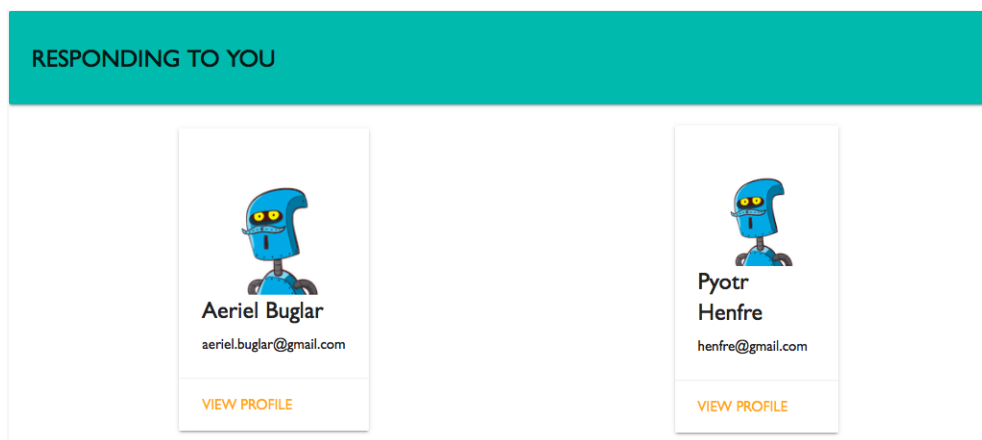 RESPONDING TO YOU
Aeriel Buglar
aeriel.buglar@gmail.com
VIEW PROFILE
Pyotr
Henfre
henfre@gmail.com
VIEW PROFILE